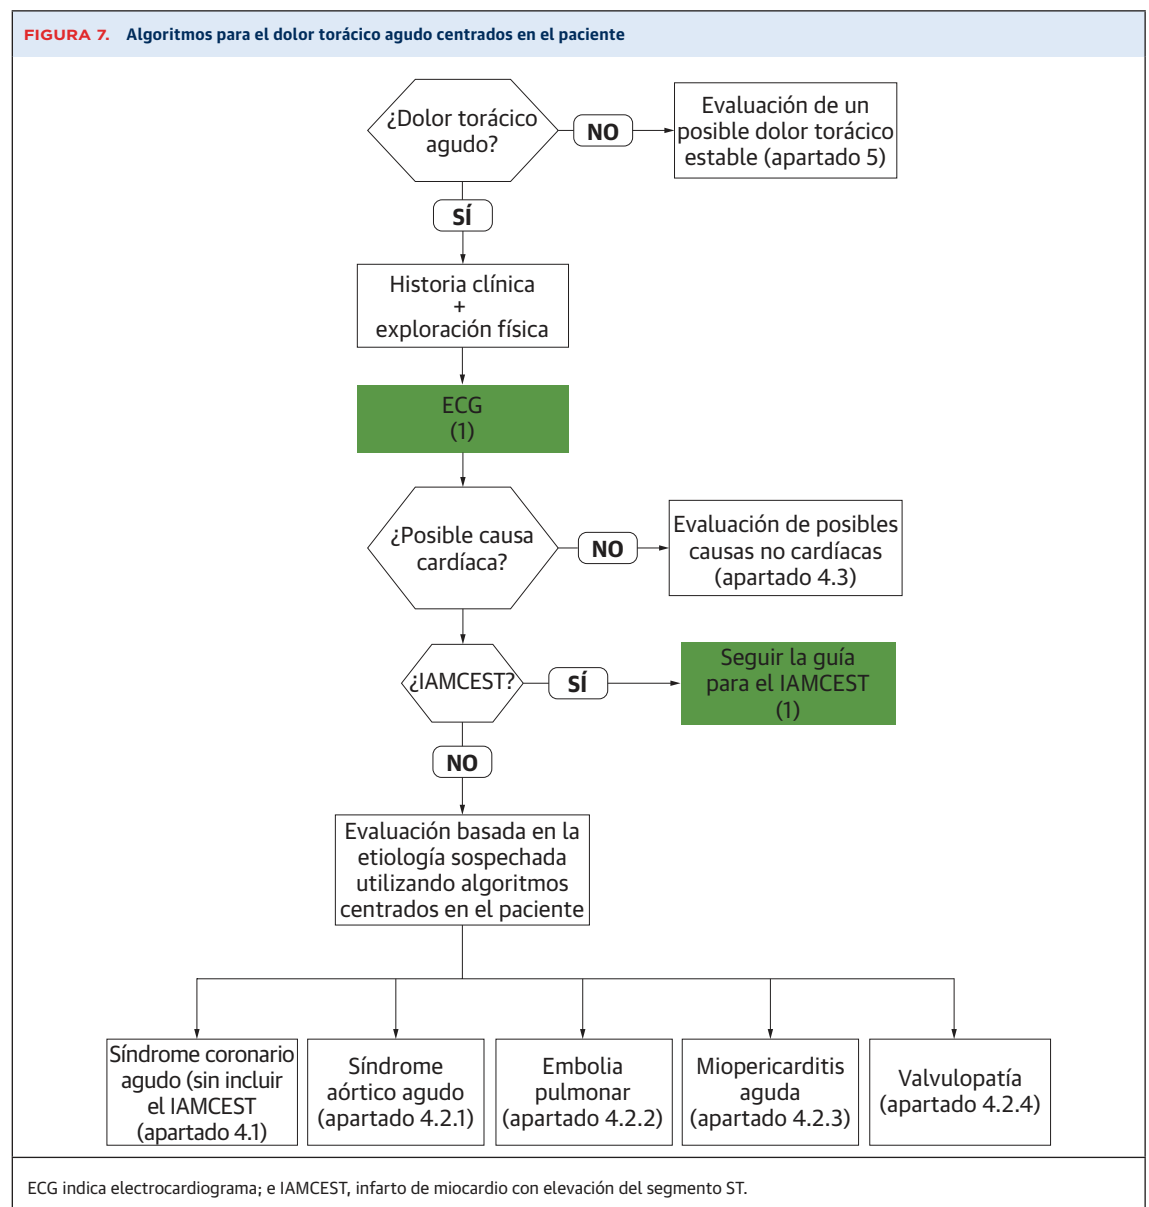 FIGURA 7. Algoritmos para el dolor torácico agudo centrados en el paciente
¿Dolor torácico
agudo?
NO
Evaluación de un
posible dolor torácico
estable (apartado 5)
SÍ
Historia clínica
+
exploración física
ECG
(1)
¿Posible causa
cardíaca?
NO
Evaluación de posibles
causas no cardíacas
(apartado 4.3)
¿IAMCEST?
SÍ
Seguir la guía
para el IAMCEST
(1)
NO
Evaluación basada en la
etiología sospechada
utilizando algoritmos
centrados en el paciente
Síndrome coronario
agudo (sin incluir
el IAMCEST
(apartado 4.1)
Síndrome
aórtico agudo
(apartado 4.2.1)
Embolia
pulmonar
(apartado 4.2.2)
Miopericarditis
aguda
(apartado 4.2.3)
Valvulopatía
(apartado 4.2.4)
ECG indica electrocardiograma; e IAMCEST, infarto de miocardio con elevación del segmento ST.